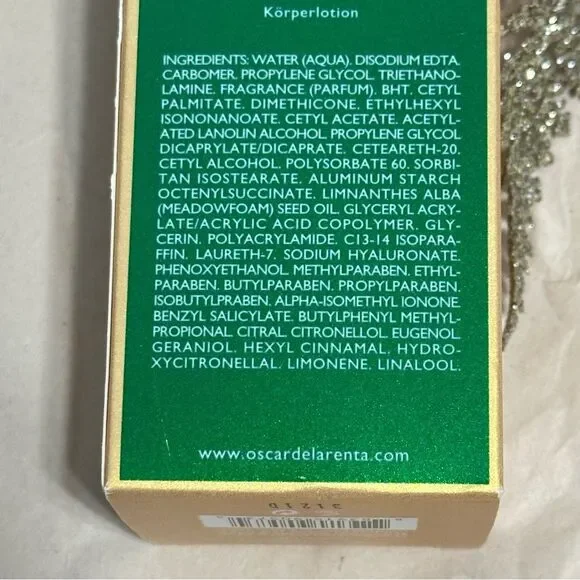 Körperlotion
INGREDIENTS: WATER (AQUA). DISODIUM EDTA.
CARBOMER. PROPYLENE GLYCOL. TRIETHANO-
LAMINE. FRAGRANCE (PARFUM). BHT. CETYL
PALMITATE. DIMETHICONE. ETHYLHEXYL
ISONONANOATE. CETYL ACETATE. ACETYL-
ATED LANOLIN ALCOHOL. PROPYLENE GLYCOL
DICAPRYLATE/DICAPRATE. CETEARETH-20.
CETYL ALCOHOL. POLYSORBATE 60. SORBI-
TAN ISOSTEARATE. ALUMINUM STARCH
OCTENYLSUCCINATE. LIMNANTHES ALBA
(MEADOWFOAM) SEED OIL. GLYCERYL ACRY-
LATE/ACRYLIC ACID COPOLYMER. GLY-
CERIN. POLYACRYLAMIDE. C13-14 ISOPARA-
FFIN. LAURETH-7. SODIUM HYALURONATE.
PHENOXYETHANOL. METHYLPARABEN. ETHYL-
PARABEN. BUTYLPARABEN. PROPYLPARABEN.
ISOBUTYLPRABEN. ALPHA-ISOMETHYL IONONE.
BENZYL SALICYLATE. BUTYLPHENYL METHYL-
PROPIONAL. CITRAL. CITRONELLOL. EUGENOL.
GERANIOL. HEXYL CINNAMAL. HYDRO-
XYCITRONELLAL. LIMONENE. LINALOOL.
www.oscardelarenta.com